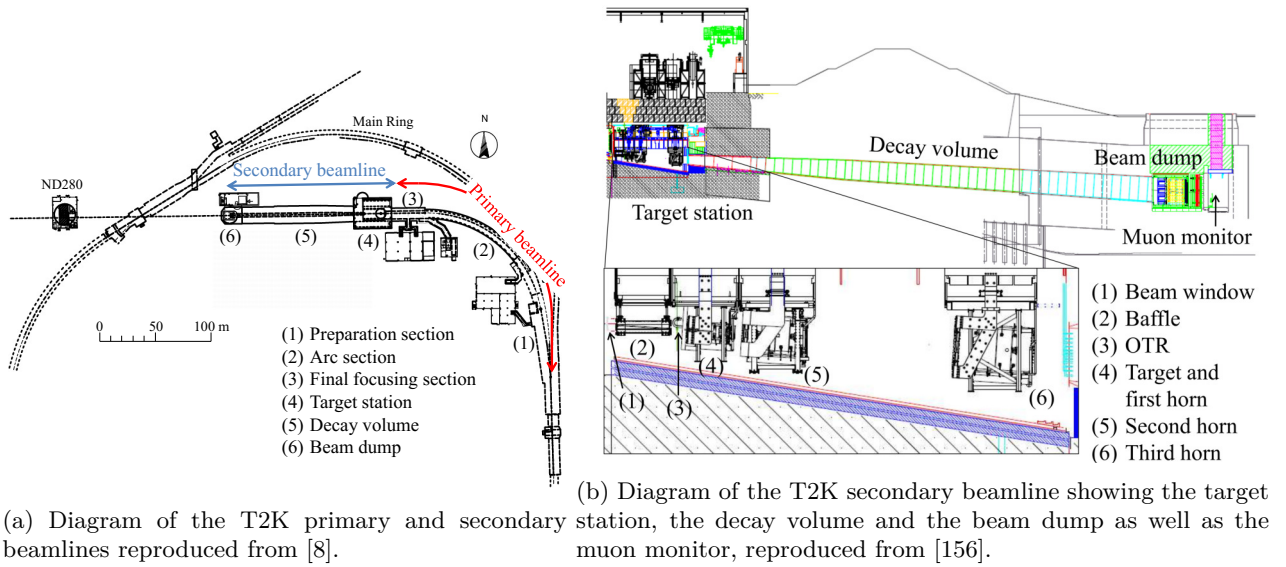 Main Ring
N
ND280
Secondary beamline
Primary beamline
(3)
(6)
(5)
(4)
(2)
(1)
0 50 100 m
(1) Preparation section
(2) Arc section
(3) Final focusing section
(4) Target station
(5) Decay volume
(6) Beam dump
(a) Diagram of the T2K primary and secondary
beamlines reproduced from [8].
Decay volume
Beam dump
Target station
Muon monitor
(2)
(4)
(5)
(6)
(1)
(3)
(1) Beam window
(2) Baffle
(3) OTR
(4) Target and
first horn
(5) Second horn
(6) Third horn
(b) Diagram of the T2K secondary beamline showing the target
station, the decay volume and the beam dump as well as the
muon monitor, reproduced from [156].